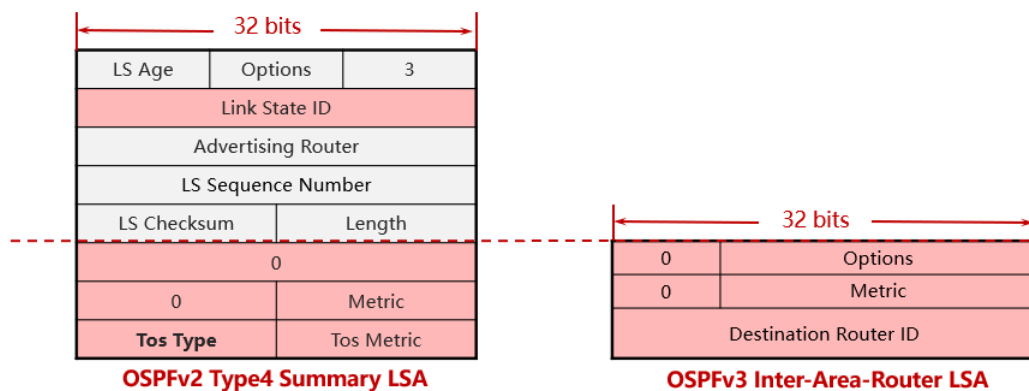 32 bits
LS Age Options 3
Link State ID
Advertising Router
LS Sequence Number
LS Checksum Length
0
0 Metric
Tos Type Tos Metric
OSPFv2 Type4 Summary LSA
32 bits
0 Options
0 Metric
Destination Router ID
OSPFv3 Inter-Area-Router LSA